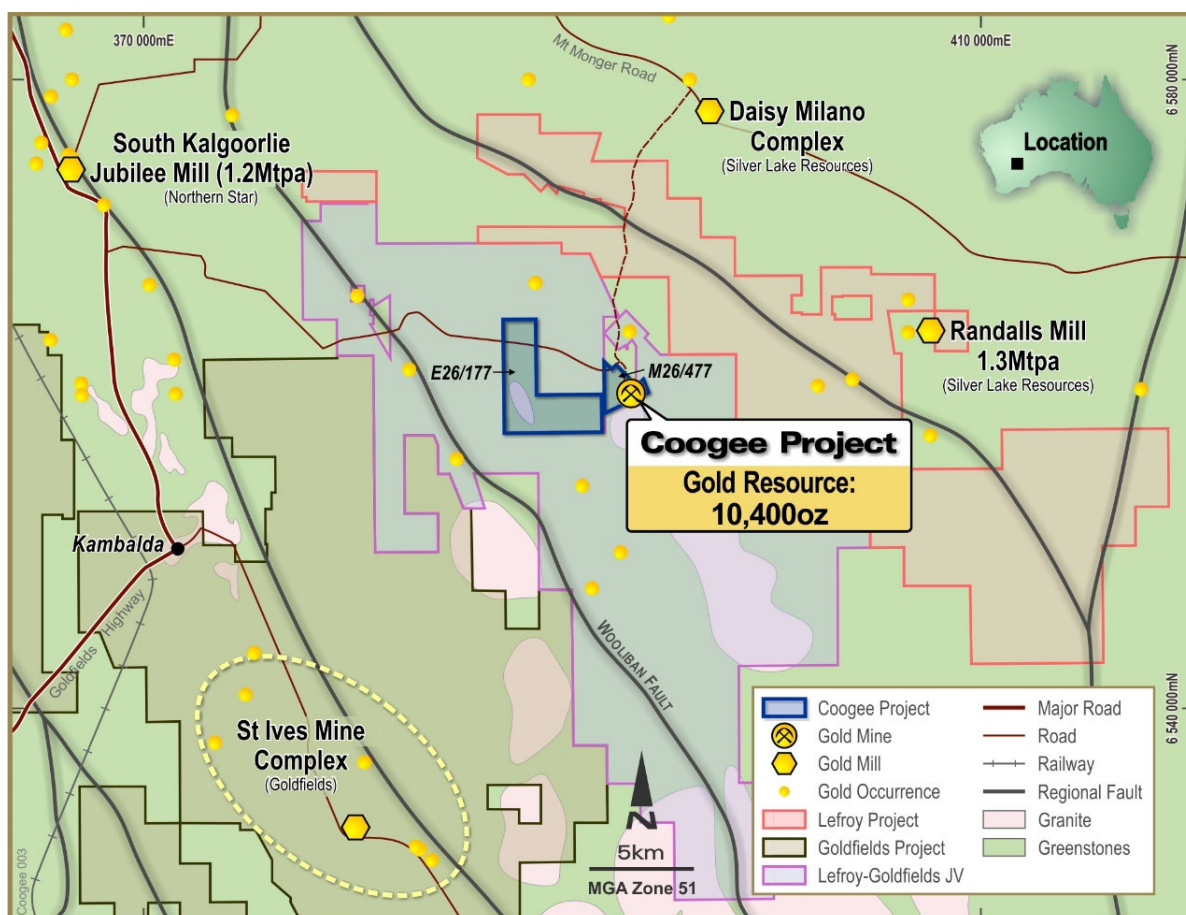 370 000mE
410 000mE
6 580 000mN
Mt Monger Road
Daisy Milano
Complex
(Silver Lake Resources)
Location
South Kalgoorlie
Jubilee Mill (1.2Mtpa)
(Northern Star)
Randalls Mill
1.3Mtpa
(Silver Lake Resources)
E26/177
M26/477
Coogee Project
Gold Resource:
10,400oz
Kambalda
Goldfields Highway
WOOLIBAN FAULT
St Ives Mine
Complex
(Goldfields)
6 540 000mN
Coogee Project
Gold Mine
Gold Mill
Gold Occurrence
Lefroy Project
Goldfields Project
Lefroy-Goldfields JV
Major Road
Road
Railway
Regional Fault
Granite
Greenstones
N
5km
MGA Zone 51
Coogee 003